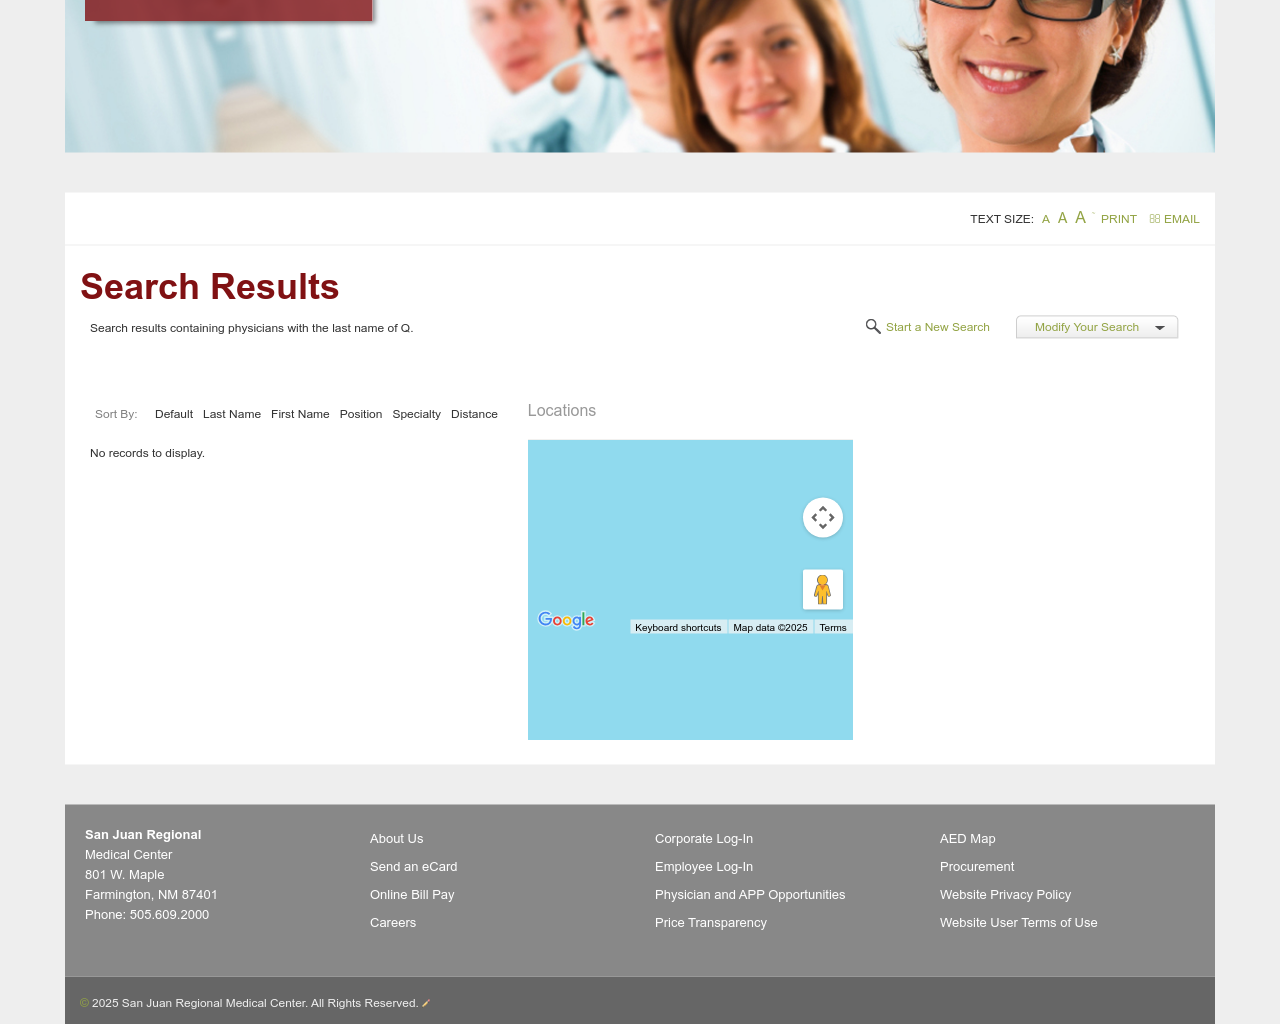 TEXT SIZE: A A A PRINT EMAIL
Search Results
Search results containing physicians with the last name of Q.
Start a New Search
Modify Your Search
Sort By: Default Last Name First Name Position Specialty Distance
Locations
No records to display.
Google
Keyboard shortcuts Map data ©2025 Terms
San Juan Regional
Medical Center
801 W. Maple
Farmington, NM 87401
Phone: 505.609.2000
About Us
Send an eCard
Online Bill Pay
Careers
Corporate Log-In
Employee Log-In
Physician and APP Opportunities
Price Transparency
AED Map
Procurement
Website Privacy Policy
Website User Terms of Use
© 2025 San Juan Regional Medical Center. All Rights Reserved.